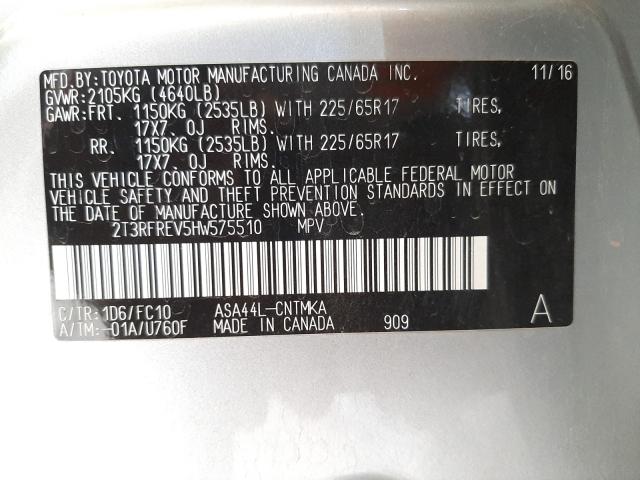 MFD.BY:TOYOTA MOTOR MANUFACTURING CANADA INC. 11/16
GVWR:2105KG (4640LB)
GAWR:FRT. 1150KG (2535LB) WITH 225/65R17 TIRES,
17X7.0J RIMS.
RR. 1150KG (2535LB) WITH 225/65R17 TIRES,
17X7.0J RIMS.
THIS VEHICLE CONFORMS TO ALL APPLICABLE FEDERAL MOTOR
VEHICLE SAFETY AND THEFT PREVENTION STANDARDS IN EFFECT ON
THE DATE OF MANUFACTURE SHOWN ABOVE.
2T3RFREV5HW575510 MPV
C/TR:1D6/FC10 ASA44L-CNTMKA
A/TM:-01A/U760F MADE IN CANADA 909 A